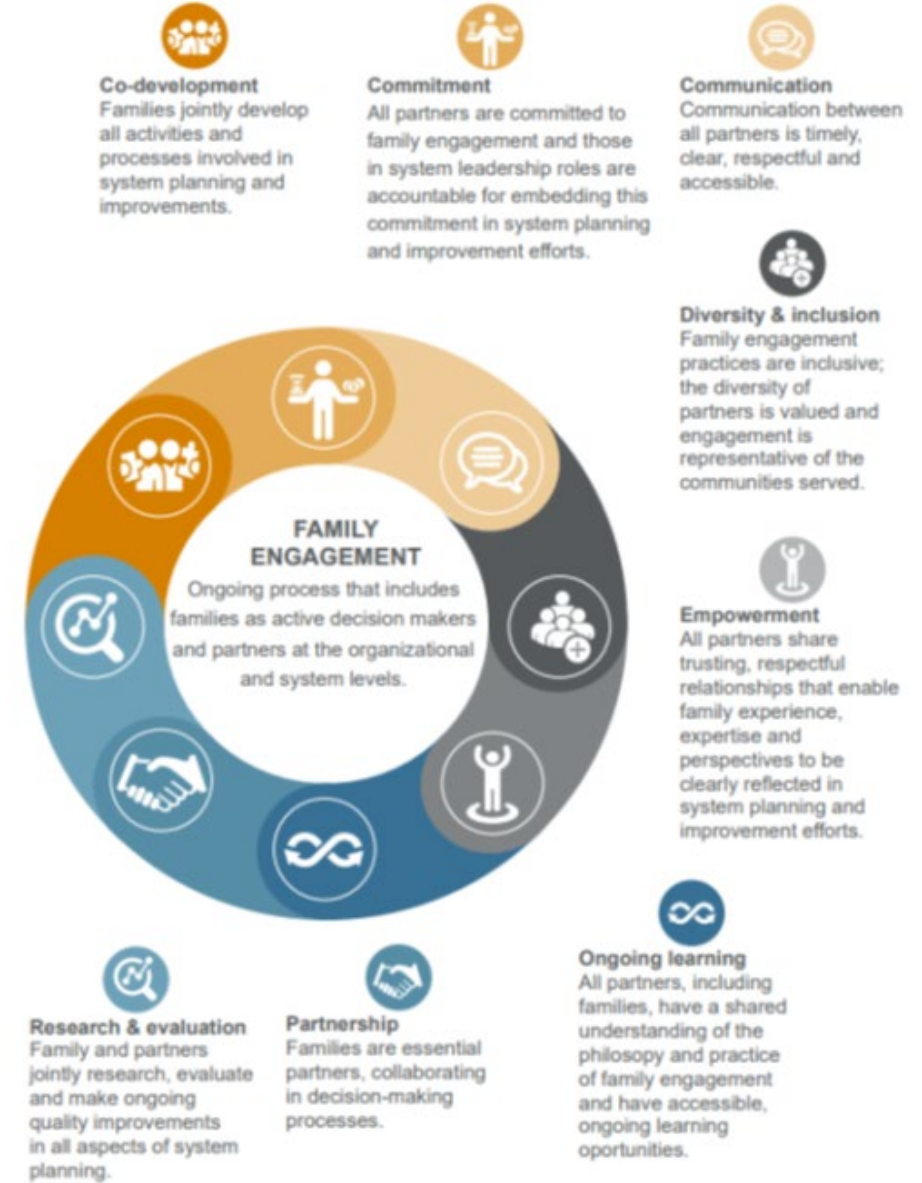 Co-development
Families jointly develop
all activities and
processes involved in
system planning and
improvements.
Commitment
All partners are committed to
family engagement and those
in system leadership roles are
accountable for embedding this
commitment in system planning
and improvement efforts.
Communication
Communication between
all partners is timely,
clear, respectful and
accessible.
Diversity & inclusion
Family engagement
practices are inclusive;
the diversity of
partners is valued and
engagement is
representative of the
communities served.
FAMILY
ENGAGEMENT
Ongoing process that includes
families as active decision makers
and partners at the organizational
and system levels.
Empowerment
All partners share
trusting, respectful
relationships that enable
family experience,
expertise and
perspectives to be
clearly reflected in
system planning and
improvement efforts.
Ongoing learning
All partners, including
families, have a shared
understanding of the
philosopy and practice
of family engagement
and have accessible,
ongoing learning
oportunities.
Partnership
Families are essential
partners, collaborating
in decision-making
processes.
Research & evaluation
Family and partners
jointly research, evaluate
and make ongoing
quality improvements
in all aspects of system
planning.